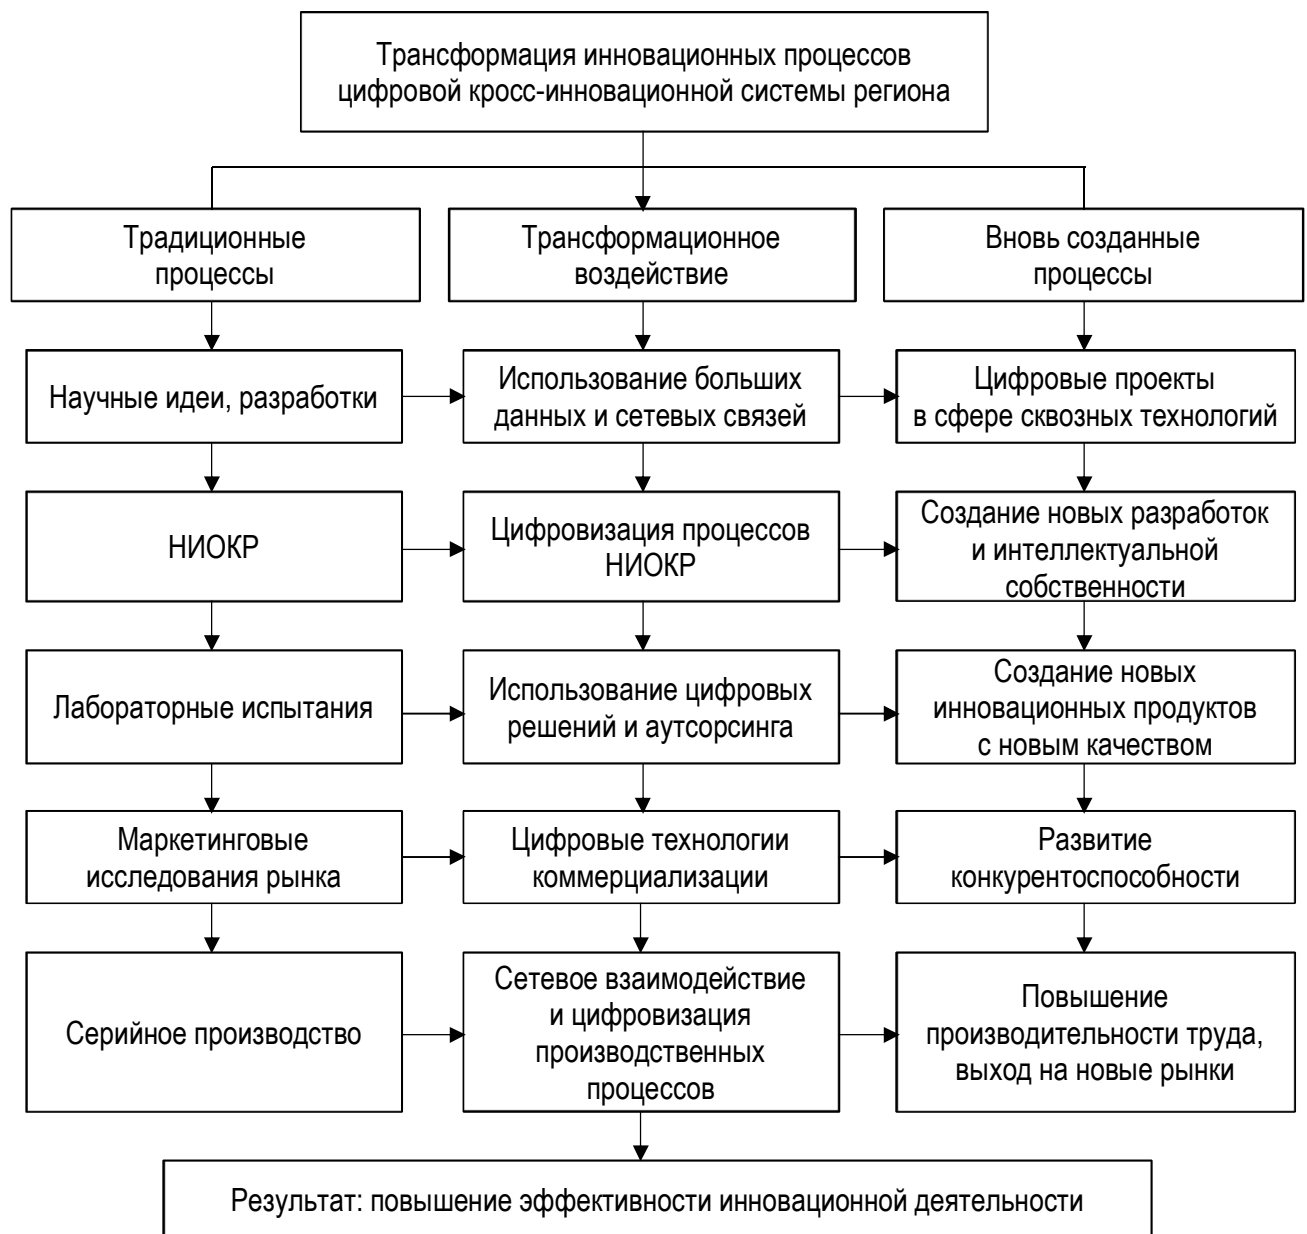 Трансформация инновационных процессов
цифровой кросс-инновационной системы региона
Традиционные
процессы
Трансформационное
воздействие
Вновь созданные
процессы
Научные идеи, разработки
Использование больших
данных и сетевых связей
Цифровые проекты
в сфере сквозных технологий
НИОКР
Цифровизация процессов
НИОКР
Создание новых разработок
и интеллектуальной
собственности
Лабораторные испытания
Использование цифровых
решений и аутсорсинга
Создание новых
инновационных продуктов
с новым качеством
Маркетинговые
исследования рынка
Цифровые технологии
коммерциализации
Развитие
конкурентоспособности
Серийное производство
Сетевое взаимодействие
и цифровизация
производственных
процессов
Повышение
производительности труда,
выход на новые рынки
Результат: повышение эффективности инновационной деятельности